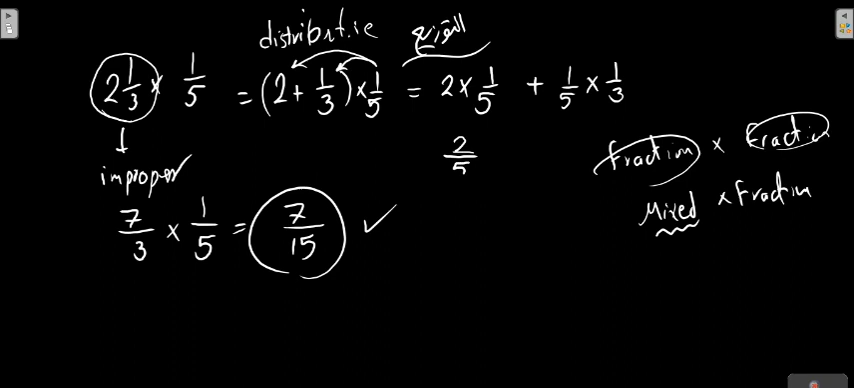 distributive التوزيع
2 1/3 × 1/5 = (2 + 1/3) × 1/5 = 2 × 1/5 + 1/5 × 1/3
2/5
Fraction × Fraction
improper
Mixed × Fraction
7/3 × 1/5 = 7/15 ✓